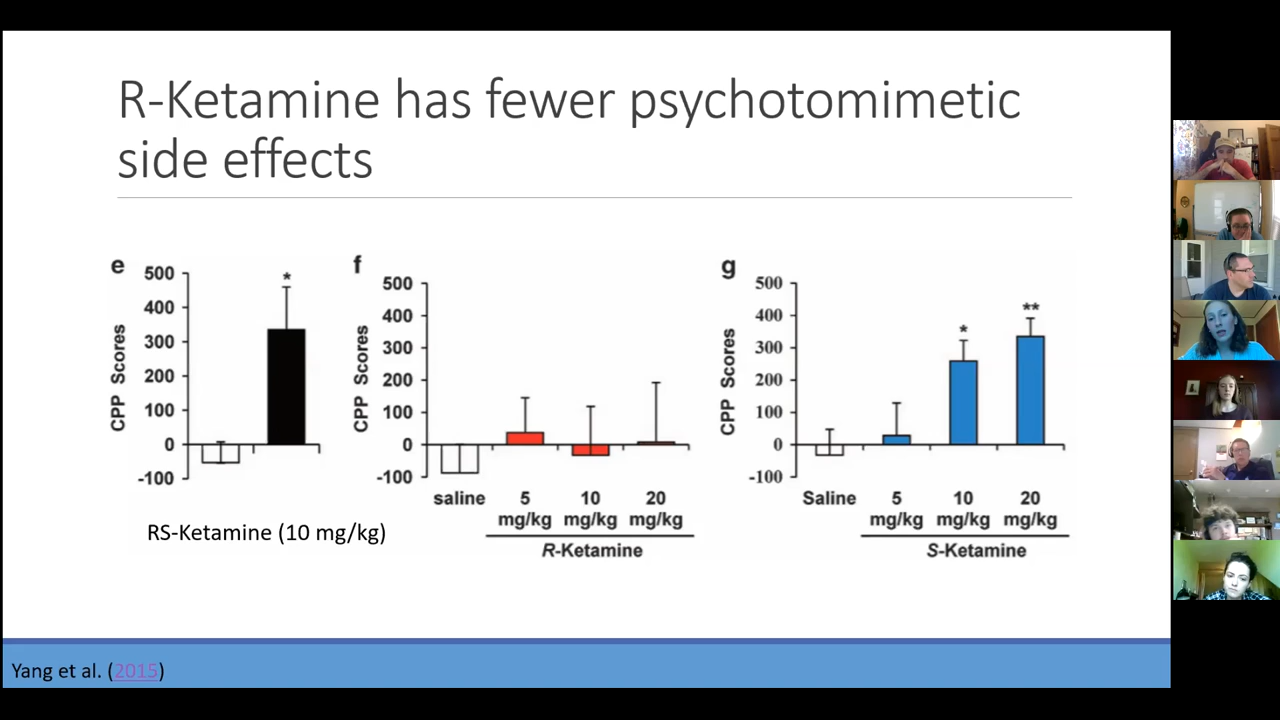 R-Ketamine has fewer psychotomimetic
side effects
e
500
400
300
200
100
0
-100
CPP Scores
*
RS-Ketamine (10 mg/kg)
f
500
400
300
200
100
0
-100
CPP Scores
saline 5 10 20
mg/kg mg/kg mg/kg
R-Ketamine
g
500
400
300
200
100
0
-100
CPP Scores
* **
Saline 5 10 20
mg/kg mg/kg mg/kg
S-Ketamine
Yang et al. (2015)